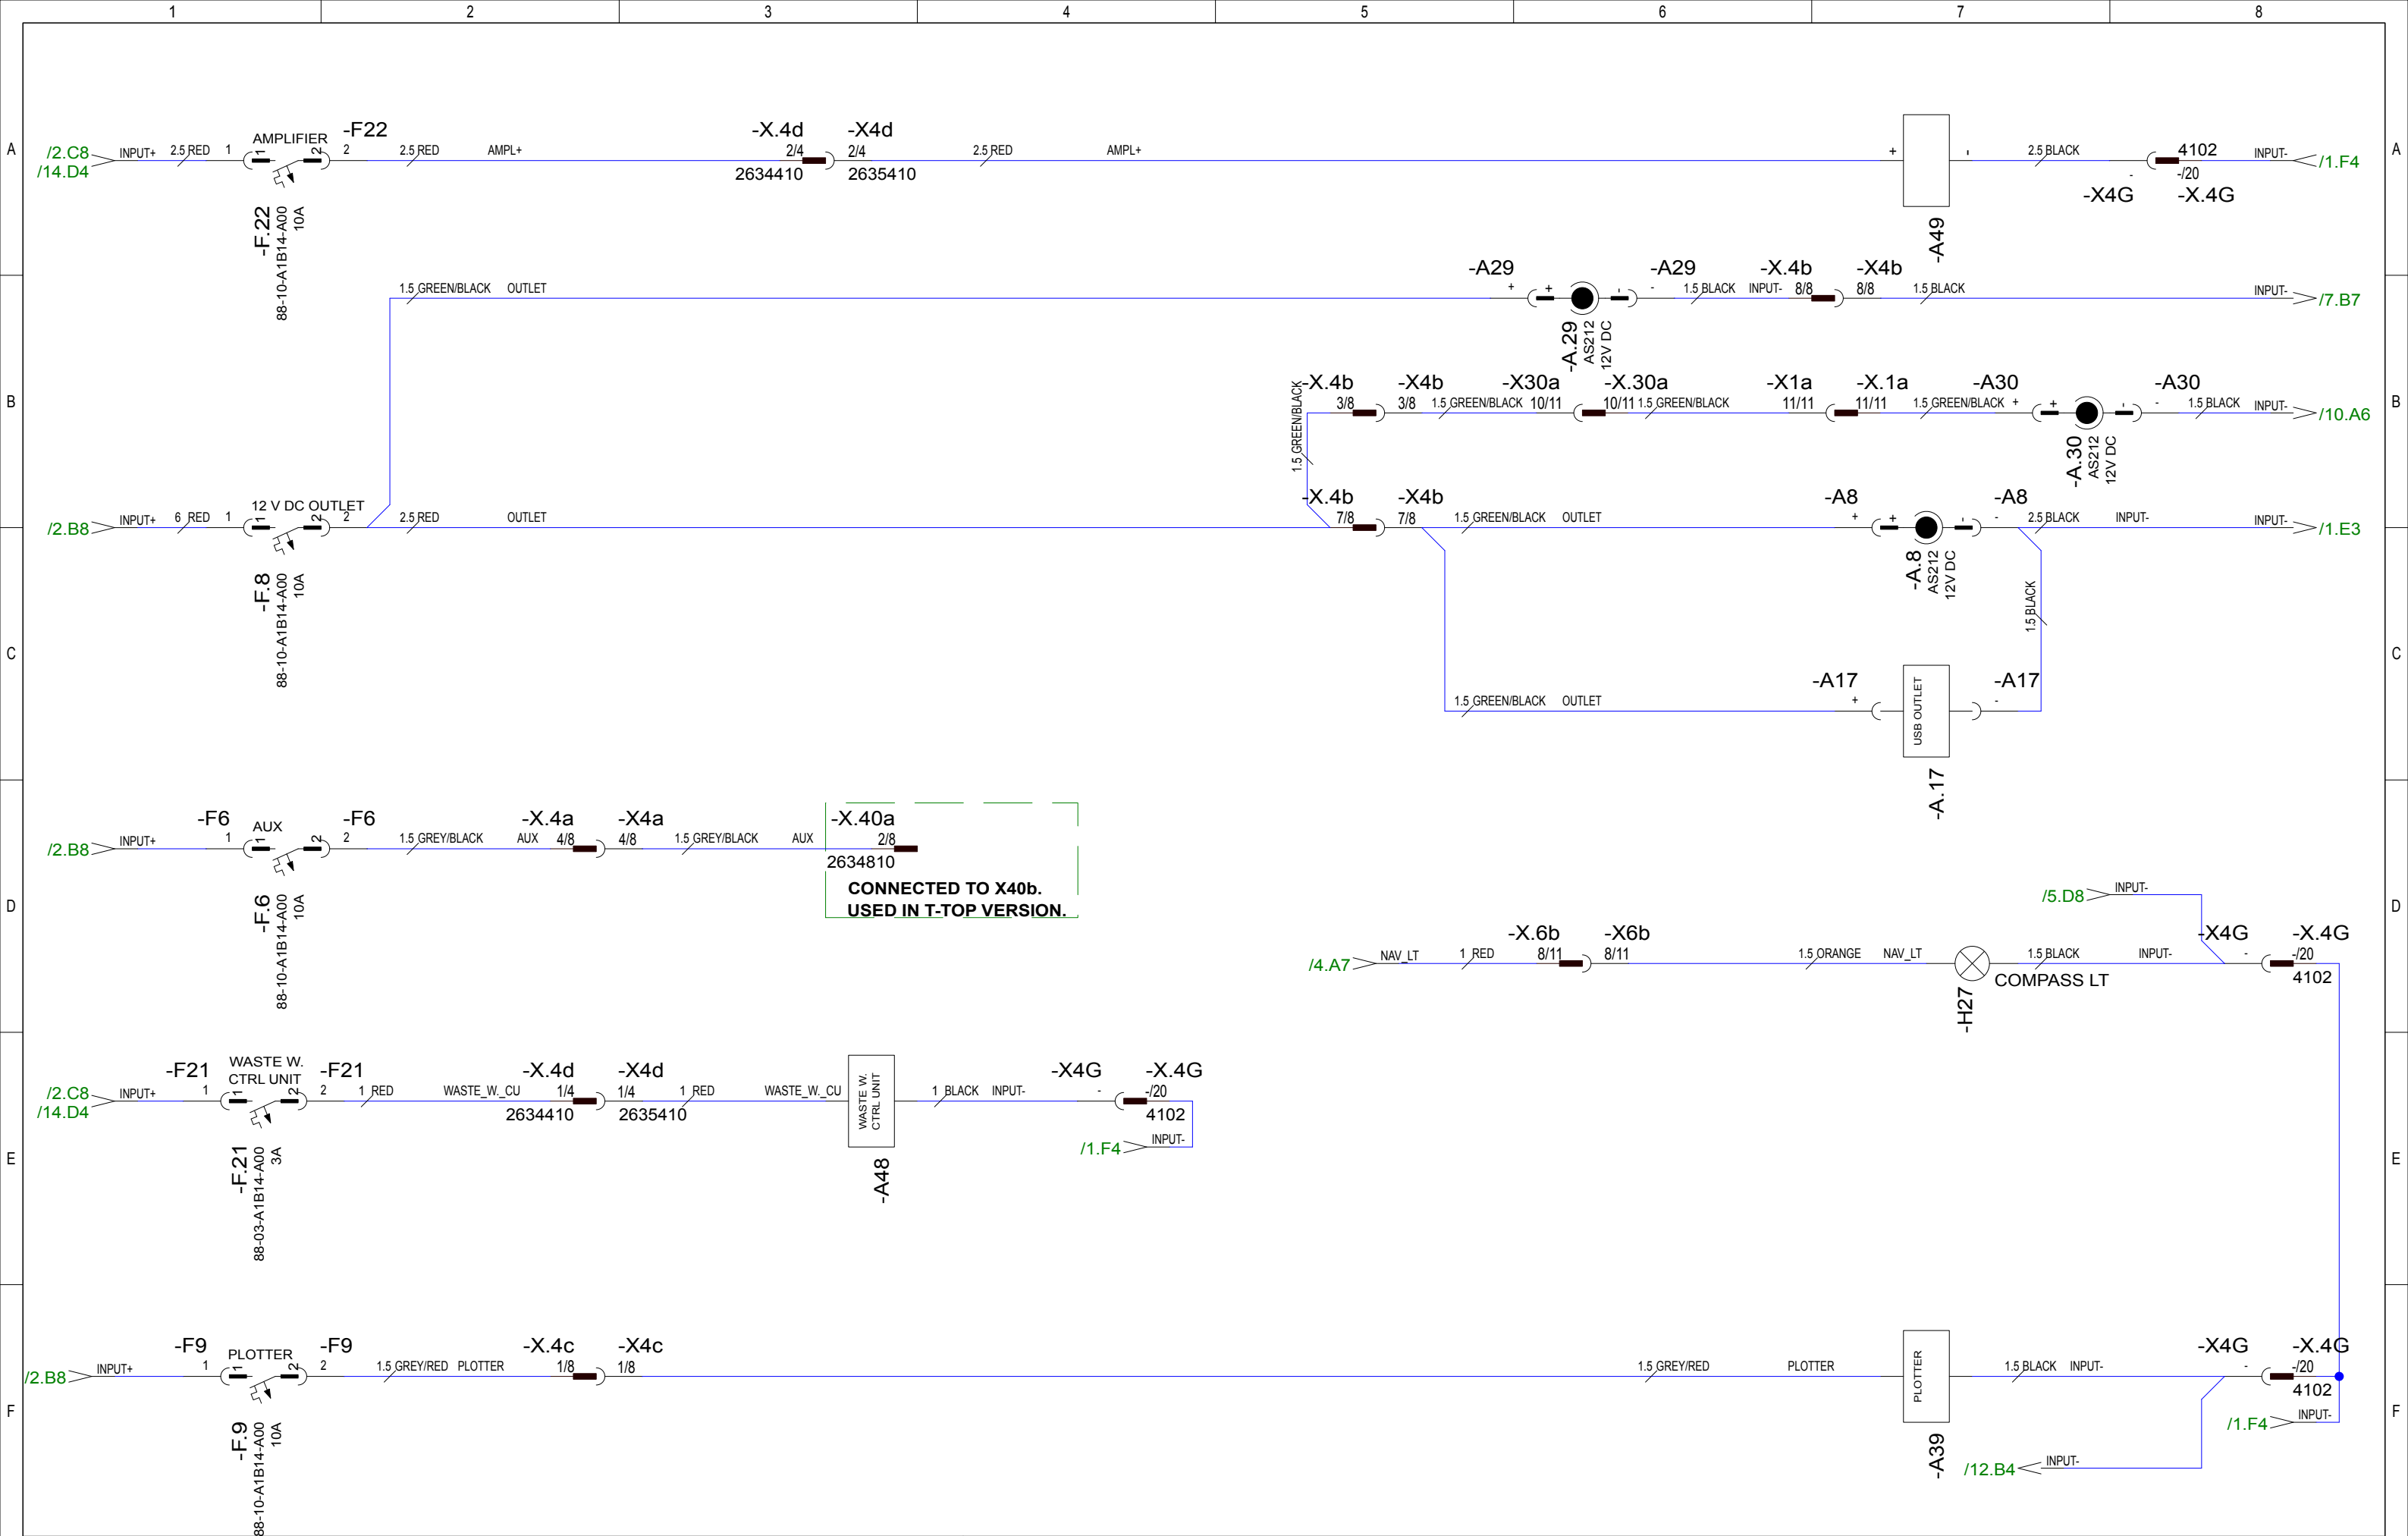 1 2 3 4 5 6 7 8
A
/2.C8
/14.D4
INPUT+
2.5 RED
1
AMPLIFIER
1
2
-F22
2
2.5 RED
AMPL+
-X.4d
2/4
2634410
-X4d
2/4
2635410
2.5 RED
AMPL+
+
-
-A49
2.5 BLACK
-
-X4G
4102
-/20
-X.4G
INPUT-
/1.F4
A
-F.22
88-10-A1B14-A00
10A
1.5 GREEN/BLACK
OUTLET
-A29
+
+
-
-A29
-
-A.29
AS212
12V DC
1.5 BLACK
INPUT-
-X.4b
8/8
-X4b
8/8
1.5 BLACK
INPUT-
/7.B7
B
1.5 GREEN/BLACK
-X.4b
3/8
-X4b
3/8
1.5 GREEN/BLACK
-X30a
10/11
-X.30a
10/11
1.5 GREEN/BLACK
-X1a
11/11
-X.1a
11/11
1.5 GREEN/BLACK
-A30
+
+
-
-A30
-
-A.30
AS212
12V DC
1.5 BLACK
INPUT-
/10.A6
B
/2.B8
INPUT+
6 RED
1
12 V DC OUTLET
1
2
2
2.5 RED
OUTLET
-F.8
88-10-A1B14-A00
10A
-X.4b
7/8
-X4b
7/8
1.5 GREEN/BLACK
OUTLET
-A8
+
+
-
-A8
-
-A.8
AS212
12V DC
2.5 BLACK
INPUT-
INPUT-
/1.E3
C
1.5 BLACK
1.5 GREEN/BLACK
OUTLET
-A17
+
USB OUTLET
-A17
-
-A.17
C
/2.B8
INPUT+
-F6
1
AUX
1
2
-F6
2
1.5 GREY/BLACK
AUX
-X.4a
4/8
-X4a
4/8
1.5 GREY/BLACK
AUX
-X.40a
2/8
2634810
CONNECTED TO X40b.
USED IN T-TOP VERSION.
-F.6
88-10-A1B14-A00
10A
D
/5.D8
INPUT-
/4.A7
NAV_LT
1 RED
-X.6b
8/11
-X6b
8/11
1.5 ORANGE
NAV_LT
-H27
COMPASS LT
1.5 BLACK
INPUT-
-X4G
-
-X.4G
-/20
4102
D
/2.C8
/14.D4
INPUT+
-F21
1
WASTE W.
CTRL UNIT
1
2
-F21
2
1 RED
WASTE_W._CU
-X.4d
1/4
2634410
-X4d
1/4
2635410
1 RED
WASTE_W._CU
WASTE W.
CTRL UNIT
-A48
1 BLACK
INPUT-
-X4G
-
-X.4G
-/20
4102
/1.F4
INPUT-
-F.21
88-03-A1B14-A00
3A
E
E
/2.B8
INPUT+
-F9
1
PLOTTER
1
2
-F9
2
1.5 GREY/RED
PLOTTER
-X.4c
1/8
-X4c
1/8
1.5 GREY/RED
PLOTTER
PLOTTER
-A39
1.5 BLACK
INPUT-
-X4G
-
-X.4G
-/20
4102
/1.F4
INPUT-
/12.B4
INPUT-
-F.9
88-10-A1B14-A00
10A
F
F